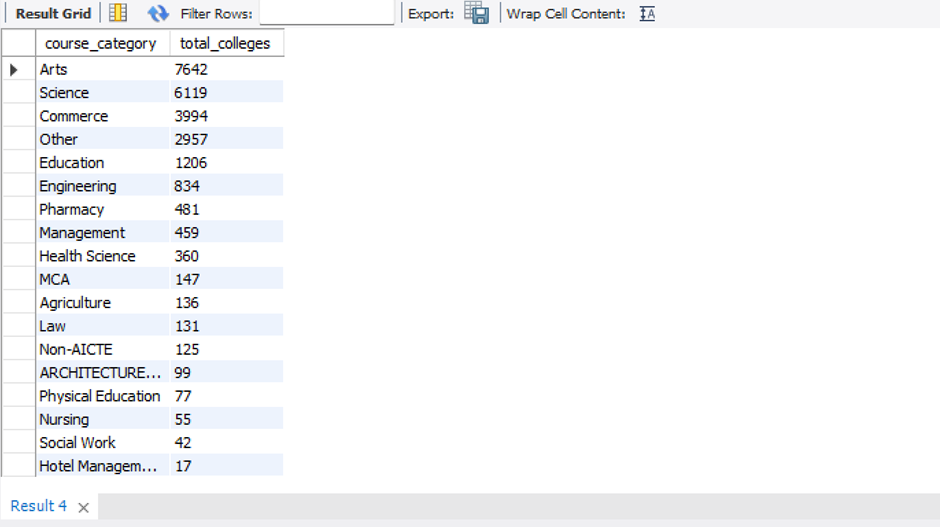 Result Grid Filter Rows: Export: Wrap Cell Content: IA
course_category total_colleges
Arts 7642
Science 6119
Commerce 3994
Other 2957
Education 1206
Engineering 834
Pharmacy 481
Management 459
Health Science 360
MCA 147
Agriculture 136
Law 131
Non-AICTE 125
ARCHITECTURE... 99
Physical Education 77
Nursing 55
Social Work 42
Hotel Managem... 17
Result 4 ×